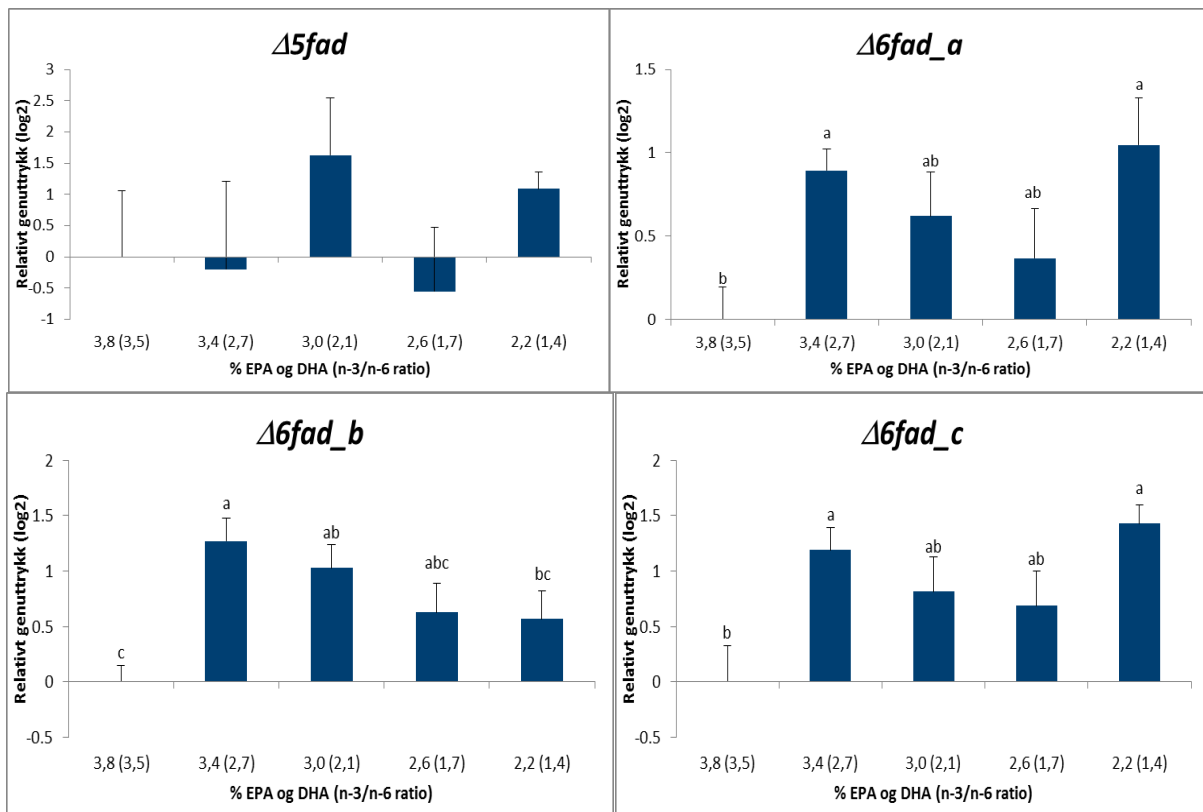 Δ5fad
Relativt genuttrykk (log2)
3
2.5
2
1.5
1
0.5
0
-0.5
-1
3,8 (3,5) 3,4 (2,7) 3,0 (2,1) 2,6 (1,7) 2,2 (1,4)
% EPA og DHA (n-3/n-6 ratio)
Δ6fad_a
Relativt genuttrykk (log2)
1.5
1
0.5
0
b a ab ab a
3,8 (3,5) 3,4 (2,7) 3,0 (2,1) 2,6 (1,7) 2,2 (1,4)
% EPA og DHA (n-3/n-6 ratio)
Δ6fad_b
Relativt genuttrykk (log2)
2
1.5
1
0.5
0
-0.5
c a ab abc bc
3,8 (3,5) 3,4 (2,7) 3,0 (2,1) 2,6 (1,7) 2,2 (1,4)
% EPA og DHA (n-3/n-6 ratio)
Δ6fad_c
Relativt genuttrykk (log2)
2
1.5
1
0.5
0
-0.5
b a ab ab a
3,8 (3,5) 3,4 (2,7) 3,0 (2,1) 2,6 (1,7) 2,2 (1,4)
% EPA og DHA (n-3/n-6 ratio)